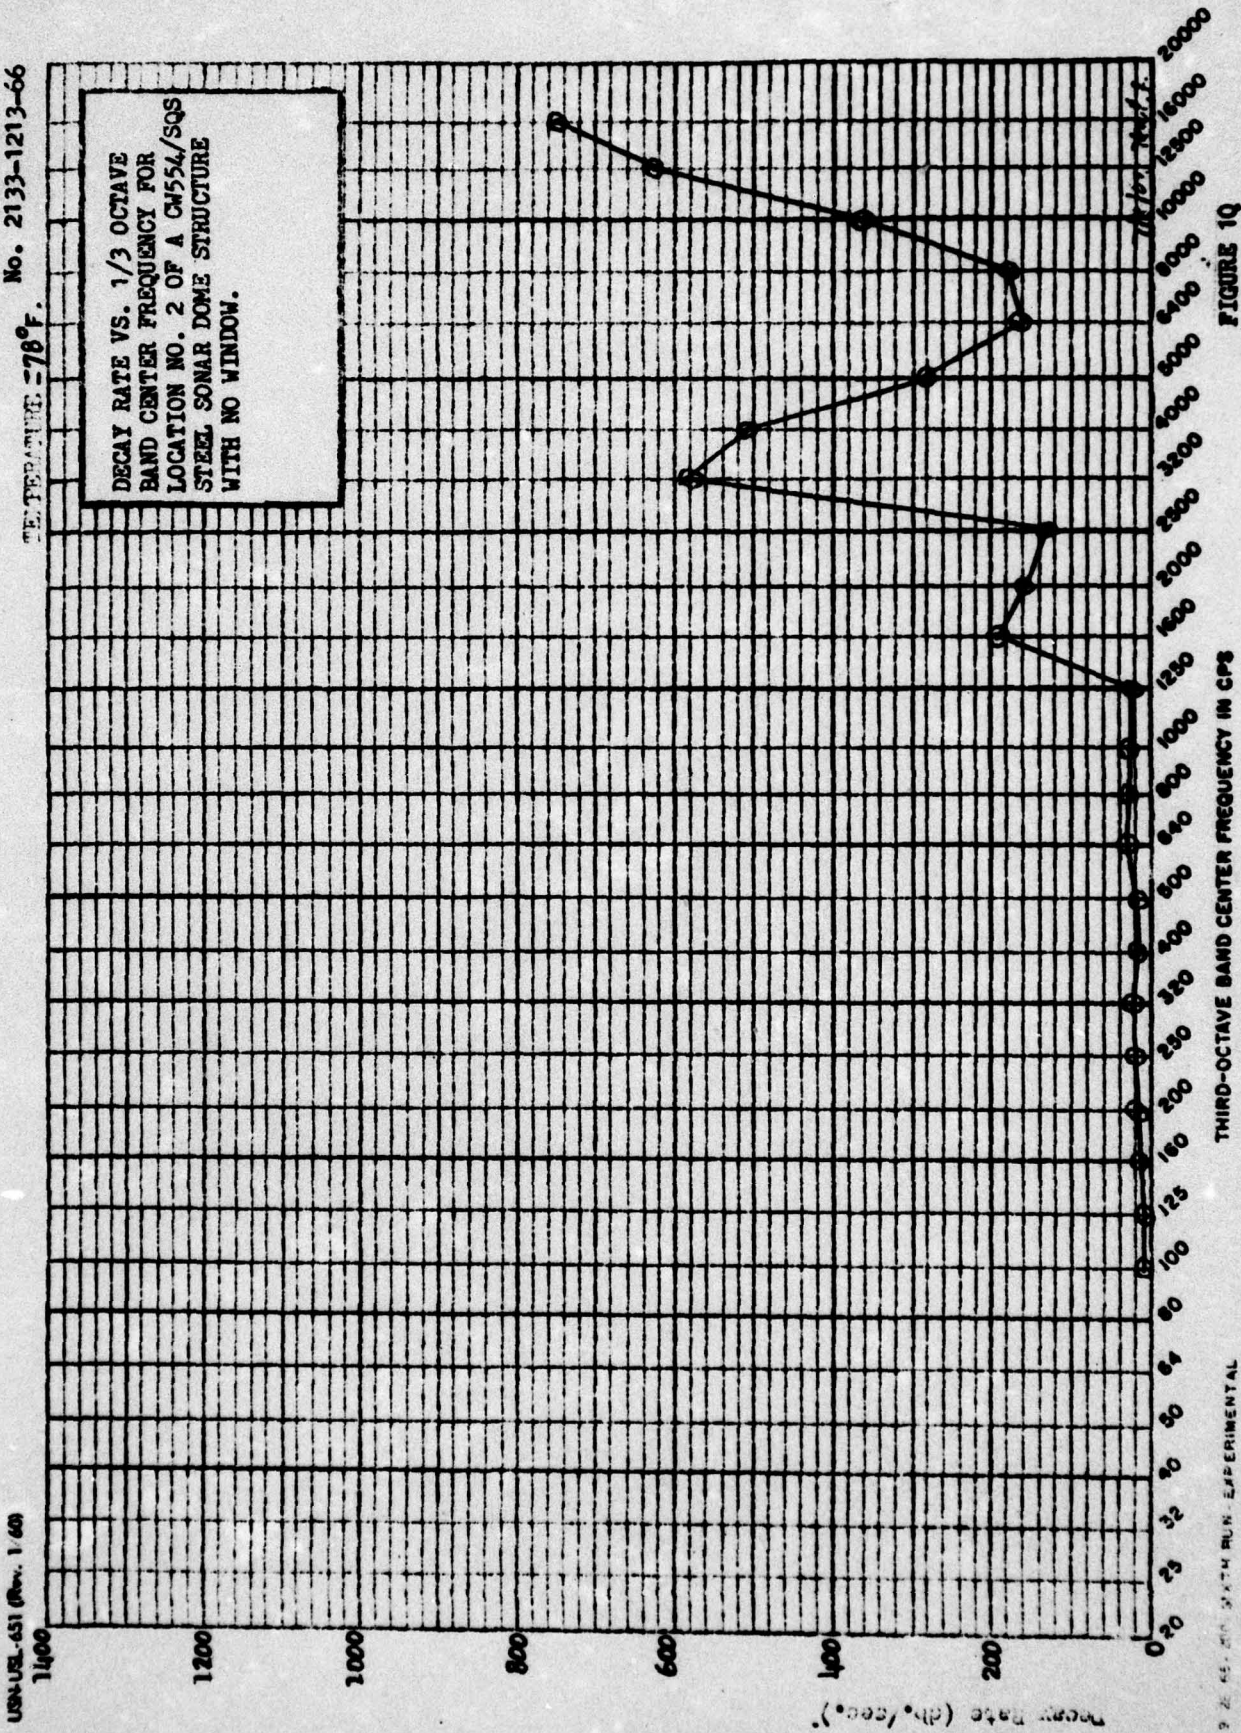 USN-USL-651 (Rev. 1-60)
No. 2133-1213-66
TEMPERATURE = 78°F.
DECAY RATE VS. 1/3 OCTAVE
BAND CENTER FREQUENCY FOR
LOCATION NO. 2 OF A CW554/SQS
STEEL SONAR DOME STRUCTURE
WITH NO WINDOW.
1400
1200
1000
800
600
400
200
0
Decay Rate (db./sec.)
20 25 32 40 50 64 80 100 125 160 200 250 320 400 500 640 800 1000 1250 1600 2000 2500 3200 4000 5000 6400 8000 10000 12500 16000 20000
THIRD-OCTAVE BAND CENTER FREQUENCY IN CPS
FIGURE 1Q
SIXTH RUN - EXPERIMENTAL